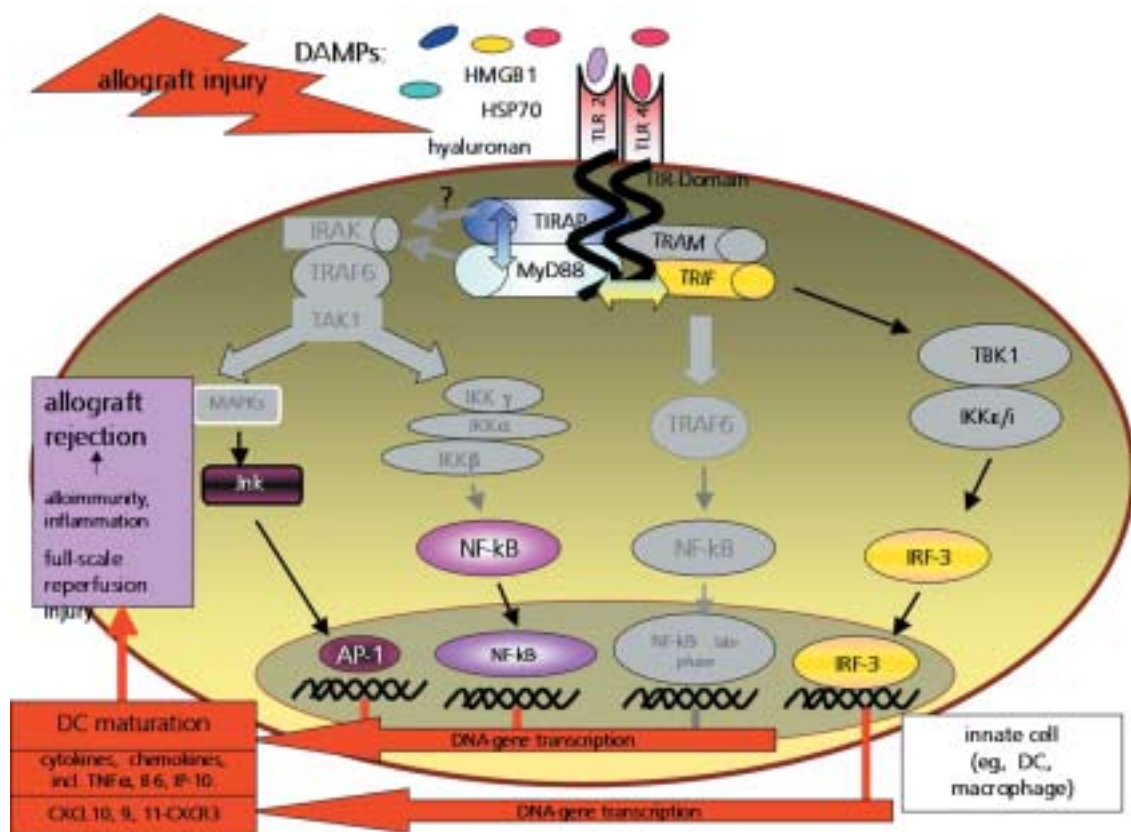 DAMPs:
allograft injury
HMGB1
HSP70
hyaluronan
TLR 2
TLR 4
TIR-Domain
?
TIRAP
IRAK
TRAM
TRAF6
MyD88
TRIF
TAK1
TBK1
allograft
rejection
MAPKs
IKK γ
IKKα
IKKβ
TRAF6
IKKε/i
Jnk
alloimmunity,
inflammation
full-scale
reperfusion
injury
NF-kB
NF-kB
IRF-3
AP-1
NF-kB
NF-kB late
phase
IRF-3
DC maturation
DNA-gene transcription
cytokines, chemokines,
incl. TNFα, Il-6, IP-10
CXCL10, 9, 11-CXCR3
DNA-gene transcription
innate cell
(eg, DC,
macrophage)